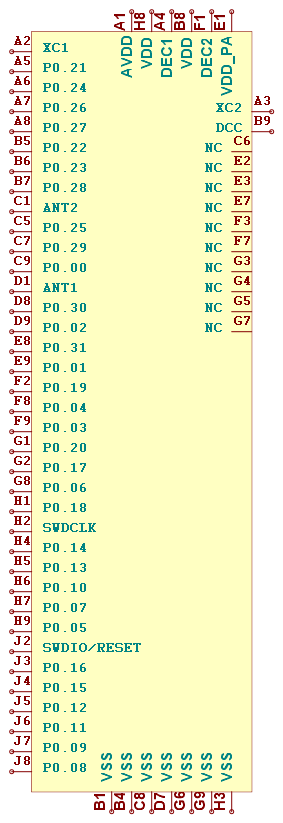 A1 H8 A4 B8 F1 E1
AVDD VDD DEC1 VDD DEC2 VDD_PA
A2 XC1
A5 P0.21
A6 P0.24
A7 P0.26 XC2 A3
A8 P0.27 DCC B9
B5 P0.22 NC C6
B6 P0.23 NC E2
B7 P0.28 NC E3
C1 ANT2 NC E7
C5 P0.25 NC F3
C7 P0.29 NC F7
C9 P0.00 NC G3
D1 ANT1 NC G4
D8 P0.30 NC G5
D9 P0.02 NC G7
E8 P0.31
E9 P0.01
F2 P0.19
F8 P0.04
F9 P0.03
G1 P0.20
G2 P0.17
G8 P0.06
H1 P0.18
H2 SWDCLK
H4 P0.14
H5 P0.13
H6 P0.10
H7 P0.07
H9 P0.05
J2 SWDIO/RESET
J3 P0.16
J4 P0.15
J5 P0.12
J6 P0.11
J7 P0.09
J8 P0.08
VSS VSS VSS VSS VSS VSS VSS
B1 B4 C8 D7 G6 G9 H3